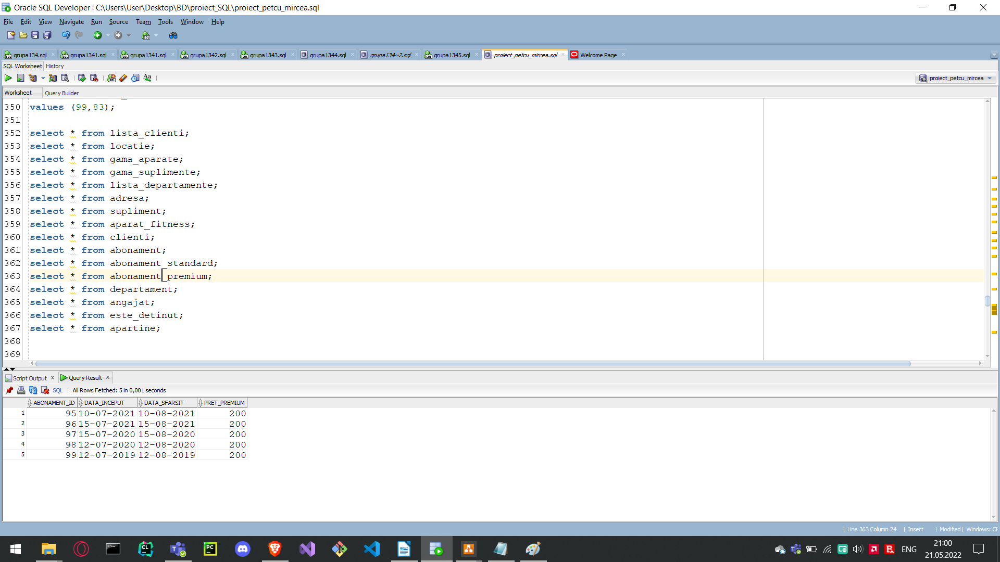 Oracle SQL Developer : C:\Users\User\Desktop\BD\proiect_SQL\proiect_petcu_mircea.sql
File Edit View Navigate Run Source Team Tools Window Help
grupa134.sql grupa1341.sql grupa1341.sql grupa1342.sql grupa1343.sql grupa1344.sql grupa134~2.sql grupa1345.sql proiect_petcu_mircea.sql Welcome Page
SQL Worksheet History
proiect_petcu_mircea
Worksheet Query Builder
350 values (99,83);
351
352 select * from lista_clienti;
353 select * from locatie;
354 select * from gama_aparate;
355 select * from gama_suplimente;
356 select * from lista_departamente;
357 select * from adresa;
358 select * from supliment;
359 select * from aparat_fitness;
360 select * from clienti;
361 select * from abonament;
362 select * from abonament_standard;
363 select * from abonament_premium;
364 select * from departament;
365 select * from angajat;
366 select * from este_detinut;
367 select * from apartine;
368
369
Script Output Query Result
SQL | All Rows Fetched: 5 in 0,001 seconds
ABONAMENT_ID DATA_INCEPUT DATA_SFARSIT PRET_PREMIUM
1 95 10-07-2021 10-08-2021 200
2 96 15-07-2021 15-08-2021 200
3 97 15-07-2020 15-08-2020 200
4 98 12-07-2020 12-08-2020 200
5 99 12-07-2019 12-08-2019 200
| Line 363 Column 24 | Insert | Modified | Windows:
ENG
21:00
21.05.2022